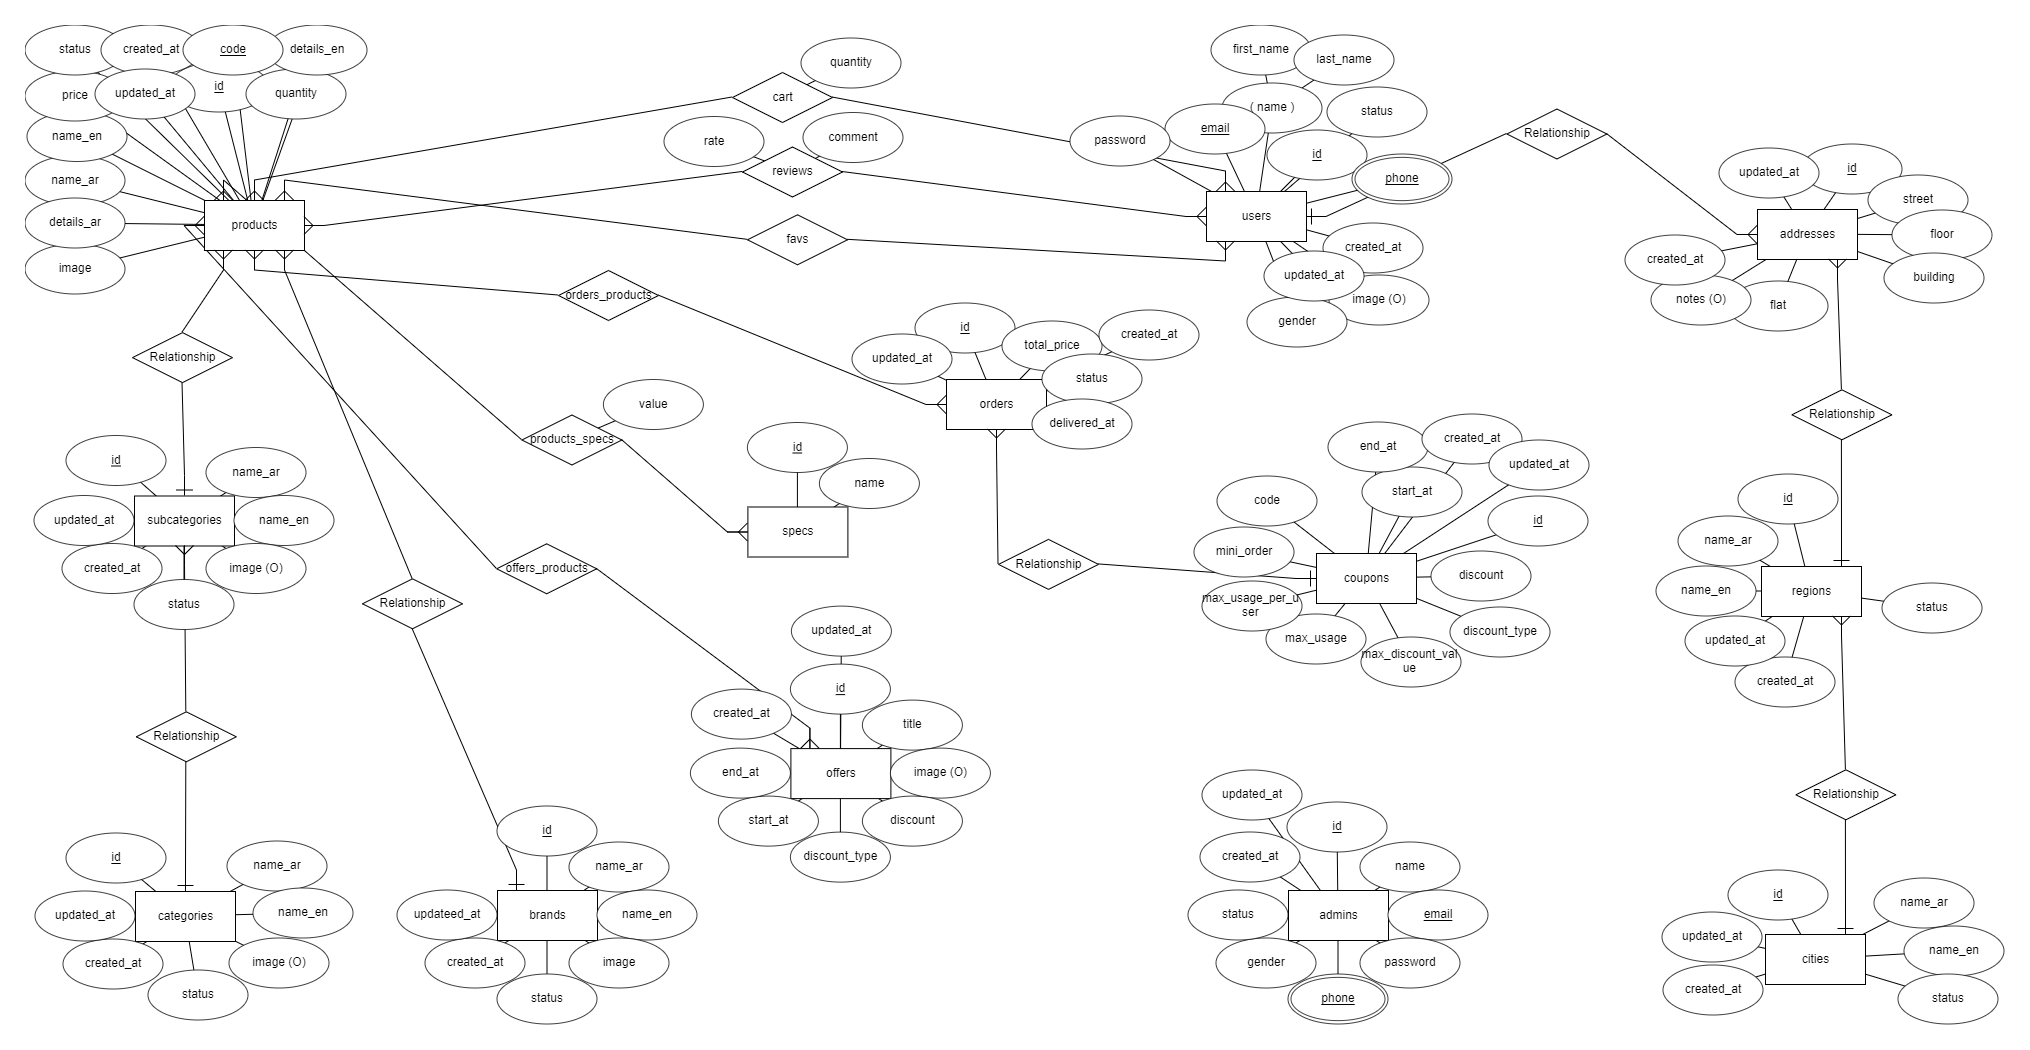 status
created_at
code
details_en
price
updated_at
id
quantity
name_en
name_ar
details_ar
image
products
cart
quantity
rate
comment
reviews
favs
orders_products
first_name
last_name
( name )
status
email
password
id
phone
users
created_at
updated_at
image (O)
gender
Relationship
updated_at
id
street
addresses
floor
created_at
building
notes (O)
flat
Relationship
id
total_price
created_at
updated_at
status
orders
delivered_at
value
products_specs
id
name
specs
Relationship
id
name_ar
updated_at
subcategories
name_en
created_at
image (O)
status
offers_products
Relationship
Relationship
end_at
created_at
updated_at
start_at
code
id
mini_order
coupons
discount
max_usage_per_u
ser
max_usage
discount_type
max_discount_val
ue
Relationship
id
name_ar
name_en
regions
status
updated_at
created_at
updated_at
id
created_at
title
end_at
offers
image (O)
start_at
discount
discount_type
Relationship
id
name_ar
updated_at
categories
name_en
created_at
image (O)
status
id
name_ar
updateed_at
brands
name_en
created_at
image
status
updated_at
id
created_at
name
status
admins
email
gender
password
phone
Relationship
id
name_ar
updated_at
name_en
cities
created_at
status